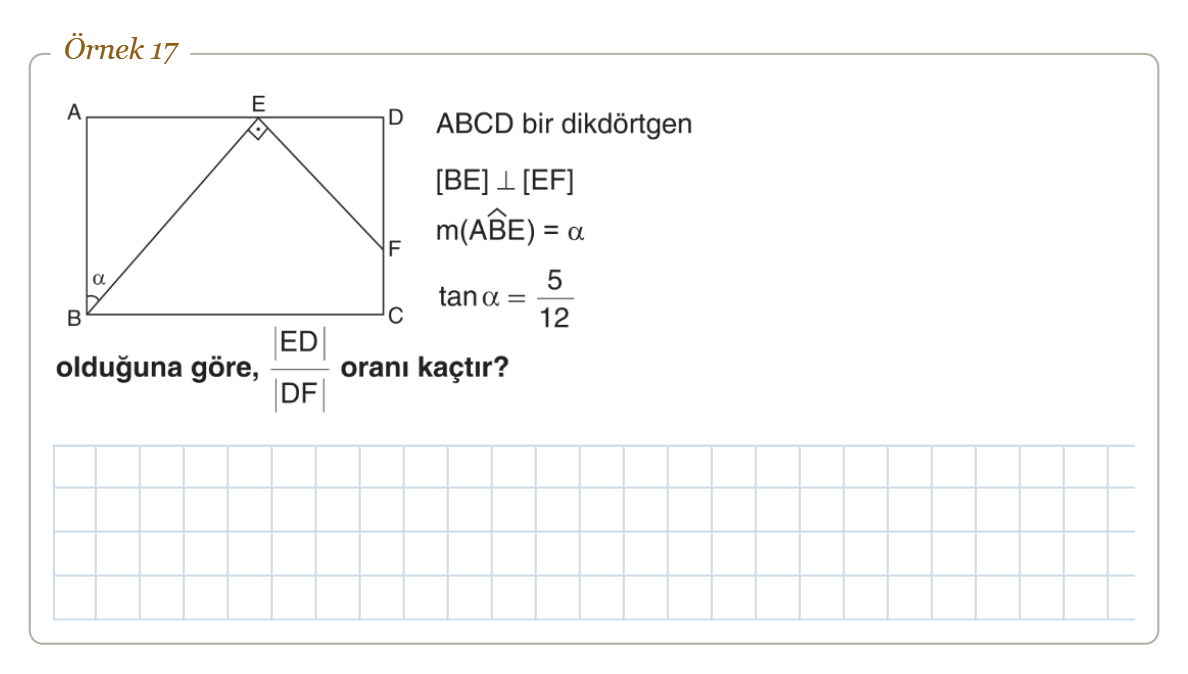 Örnek 17
A E D
ABCD bir dikdörtgen
[BE] ⊥ [EF]
m(AB̂E) = α
F
α
tan α = 5/12
B C
olduğuna göre, |ED|/|DF| oranı kaçtır?